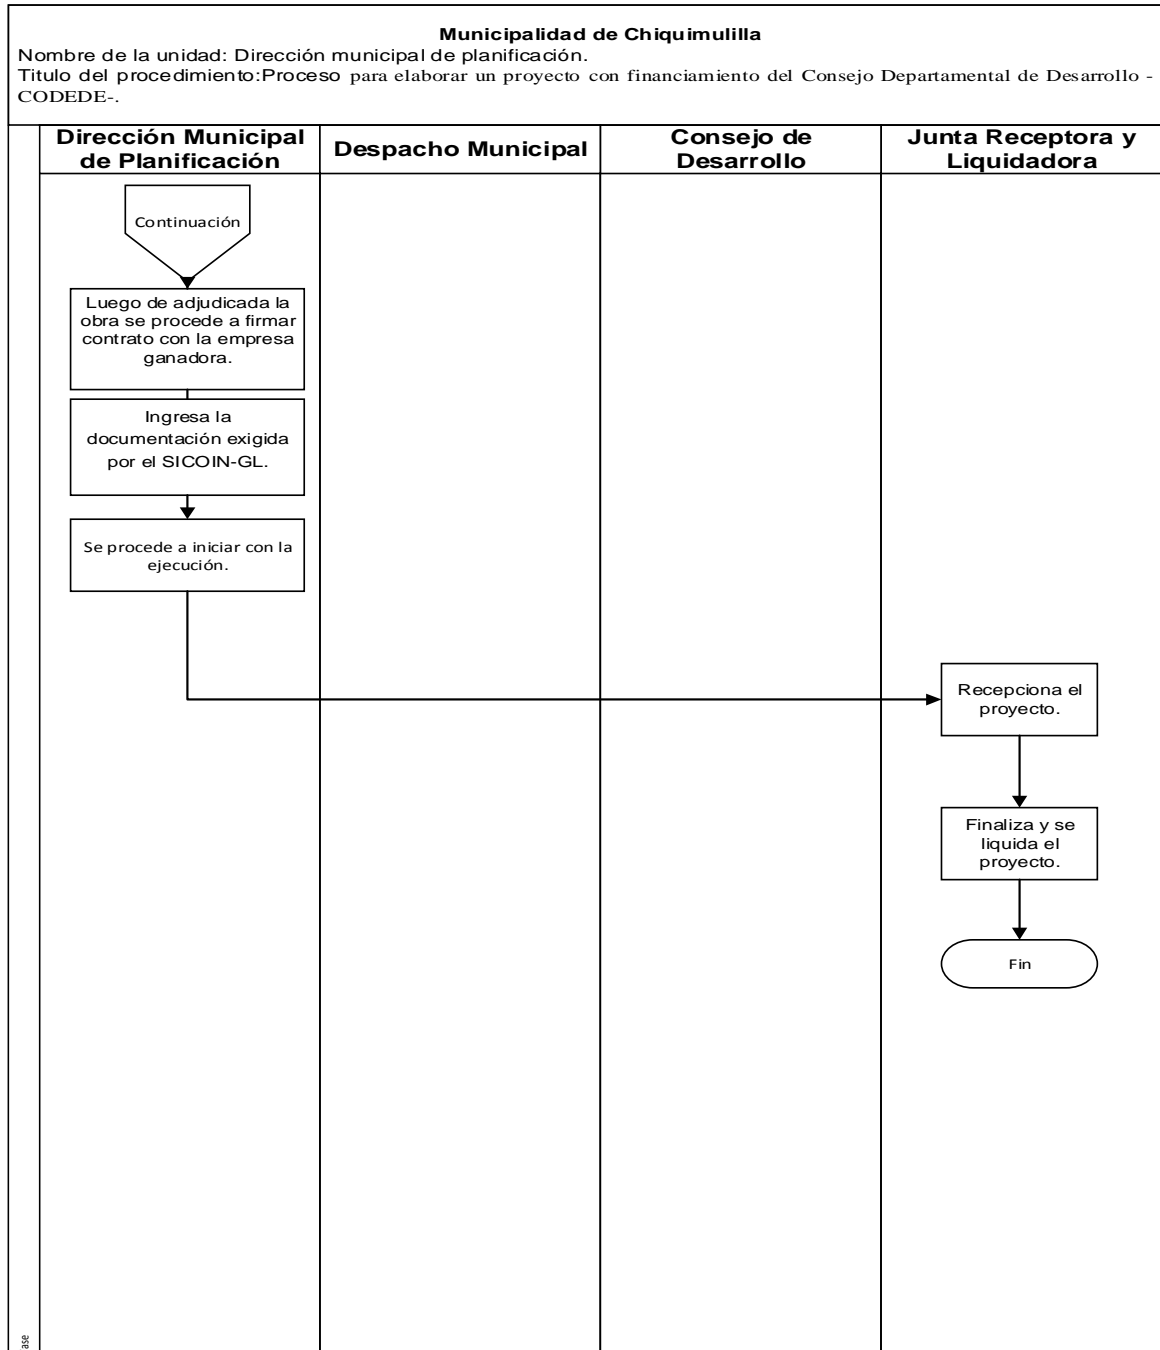 Municipalidad de Chiquimulilla
Nombre de la unidad: Dirección municipal de planificación.
Titulo del procedimiento:Proceso para elaborar un proyecto con financiamiento del Consejo Departamental de Desarrollo -
CODEDE-.
Dirección Municipal
de Planificación
Despacho Municipal
Consejo de
Desarrollo
Junta Receptora y
Liquidadora
Continuación
Luego de adjudicada la
obra se procede a firmar
contrato con la empresa
ganadora.
Ingresa la
documentación exigida
por el SICOIN-GL.
Se procede a iniciar con la
ejecución.
Recepciona el
proyecto.
Finaliza y se
liquida el
proyecto.
Fin
ase